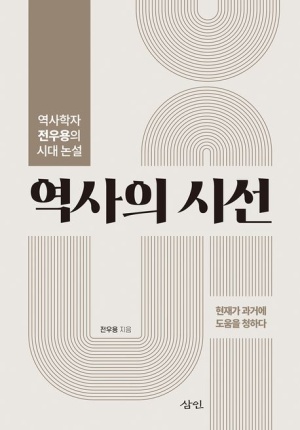 역사학자
전우용의
시대 논설
역사의 시선
현재가 과거에
도움을 청하다
전우용 지음
삼인